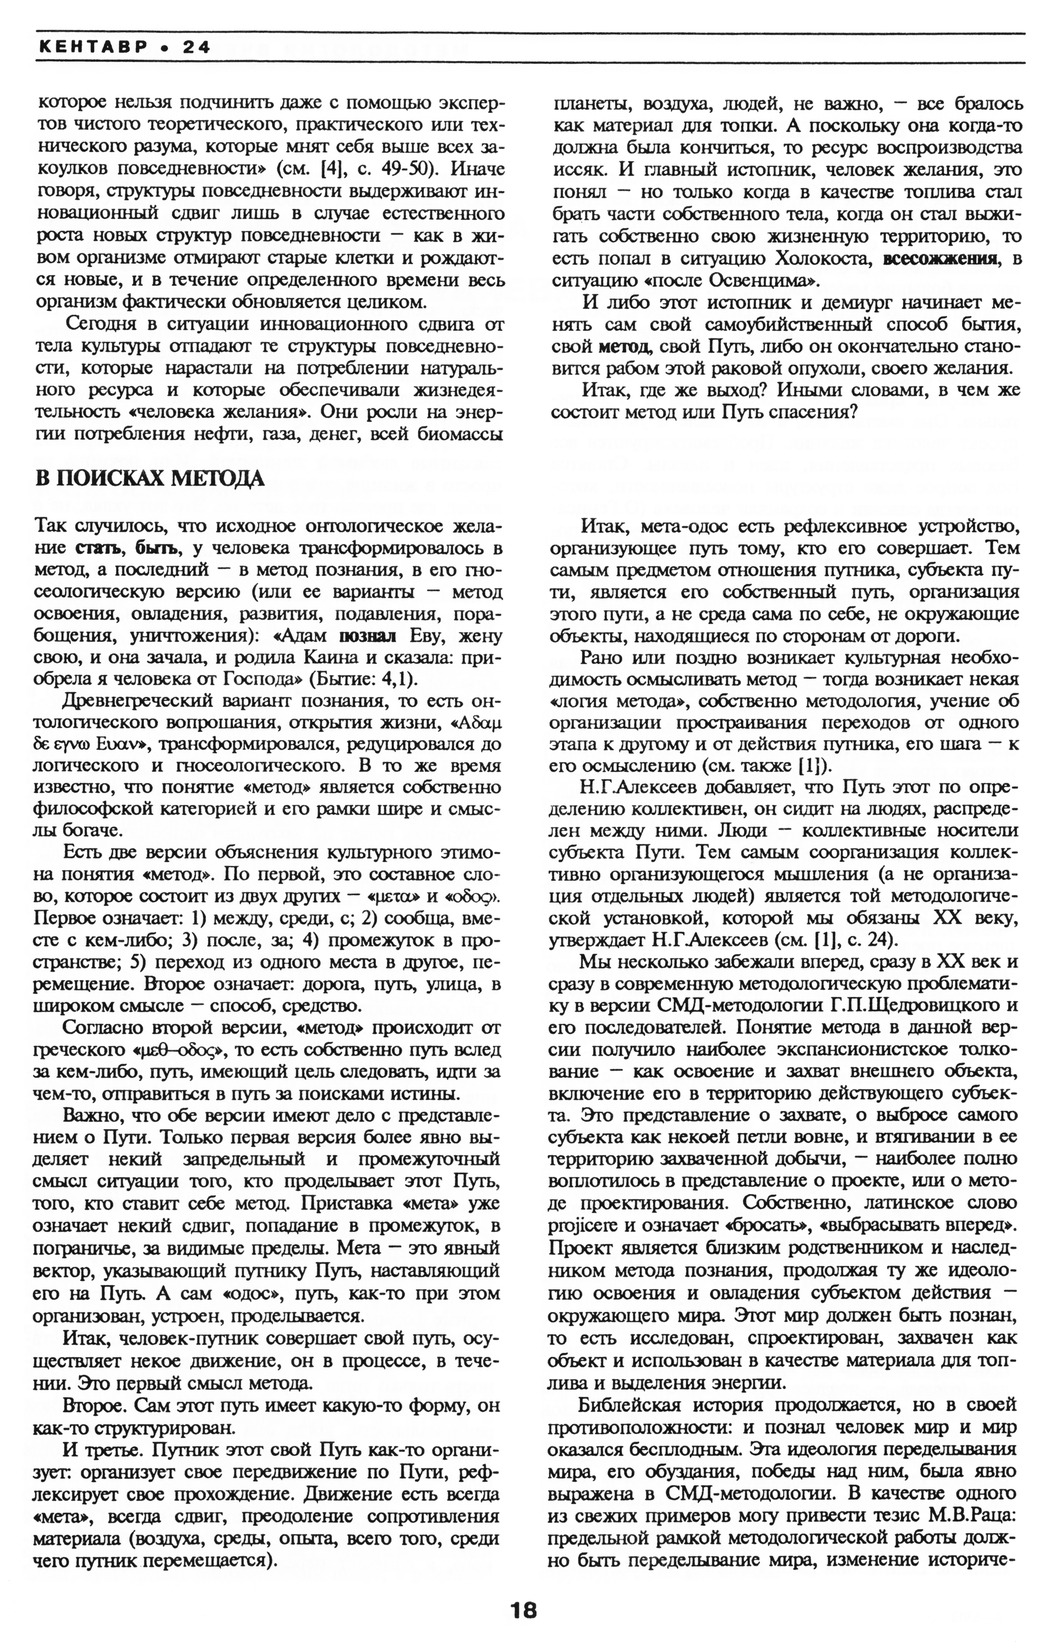 КЕНТАВР • 24
которое нельзя подчинить даже с помощью экспер-
тов чистого теоретического, практического или тех-
нического разума, которые мнят себя выше всех за-
коулков повседневности» (см. [4], с. 49-50). Иначе
говоря, структуры повседневности выдерживают ин-
новационный сдвиг лишь в случае естественного
роста новых структур повседневности — как в жи-
вом организме отмирают старые клетки и рождают-
ся новые, и в течение определенного времени весь
организм фактически обновляется целиком.
Сегодня в ситуации инновационного сдвига от
тела культуры отпадают те структуры повседневно-
сти, которые нарастали на потреблении натураль-
ного ресурса и которые обеспечивали жизнедея-
тельность «человека желания». Они росли на энер-
гии потребления нефти, газа, денег, всей биомассы
планеты, воздуха, людей, не важно, — все бралось
как материал для топки. А поскольку она когда-то
должна была кончиться, то ресурс воспроизводства
иссяк. И главный истопник, человек желания, это
понял — но только когда в качестве топлива стал
брать части собственного тела, когда он стал выжи-
гать собственно свою жизненную территорию, то
есть попал в ситуацию Холокоста, всесожжения, в
ситуацию «после Освенцима».
И либо этот истопник и демиург начинает ме-
нять сам свой самоубийственный способ бытия,
свой метод, свой Путь, либо он окончательно стано-
вится рабом этой раковой опухоли, своего желания.
Итак, где же выход? Иными словами, в чем же
состоит метод или Путь спасения?
В ПОИСКАХ МЕТОДА
Так случилось, что исходное онтологическое жела-
ние стать, быть, у человека трансформировалось в
метод, а последний — в метод познания, в его гно-
сеологическую версию (или ее варианты — метод
освоения, овладения, развития, подавления, пора-
бощения, уничтожения): «Адам познал Еву, жену
свою, и она зачала, и родила Каина и сказала: при-
обрела я человека от Господа» (Бытие: 4,1).
Древнегреческий вариант познания, то есть он-
тологического вопрошания, открытия жизни, «Αδαμ
δε εγνω Ευαν», трансформировался, редуцировался до
логического и гносеологического. В то же время
известно, что понятие «метод» является собственно
философской категорией и его рамки шире и смыс-
лы богаче.
Есть две версии объяснения культурного этимо-
на понятия «метод». По первой, это составное сло-
во, которое состоит из двух других — «μετα» и «οδος».
Первое означает: 1) между, среди, с; 2) сообща, вме-
сте с кем-либо; 3) после, за; 4) промежуток в про-
странстве; 5) переход из одного места в другое, пе-
ремещение. Второе означает: дорога, путь, улица, в
широком смысле — способ, средство.
Согласно второй версии, «метод» происходит от
греческого «μεθ–οδος», то есть собственно путь вслед
за кем-либо, путь, имеющий цель следовать, идти за
чем-то, отправиться в путь за поисками истины.
Важно, что обе версии имеют дело с представле-
нием о Пути. Только первая версия более явно вы-
деляет некий запредельный и промежуточный
смысл ситуации того, кто проделывает этот Путь,
того, кто ставит себе метод. Приставка «мета» уже
означает некий сдвиг, попадание в промежуток, в
пограничье, за видимые пределы. Мета — это явный
вектор, указывающий путнику Путь, наставляющий
его на Путь. А сам «одос», путь, как-то при этом
организован, устроен, проделывается.
Итак, человек-путник совершает свой путь, осу-
ществляет некое движение, он в процессе, в тече-
нии. Это первый смысл метода.
Второе. Сам этот путь имеет какую-то форму, он
как-то структурирован.
И третье. Путник этот свой Путь как-то органи-
зует: организует свое передвижение по Пути, реф-
лексирует свое прохождение. Движение есть всегда
«мета», всегда сдвиг, преодоление сопротивления
материала (воздуха, среды, опыта, всего того, среди
чего путник перемещается).
Итак, мета-одос есть рефлексивное устройство,
организующее путь тому, кто его совершает. Тем
самым предметом отношения путника, субъекта пу-
ти, является его собственный путь, организация
этого пути, а не среда сама по себе, не окружающие
объекты, находящиеся по сторонам от дороги.
Рано или поздно возникает культурная необхо-
димость осмысливать метод — тогда возникает некая
«логия метода», собственно методология, учение об
организации простраивания переходов от одного
этапа к другому и от действия путника, его шага — к
его осмыслению (см. также [1]).
Н.Г.Алексеев добавляет, что Путь этот по опре-
делению коллективен, он сидит на людях, распреде-
лен между ними. Люди — коллективные носители
субъекта Пути. Тем самым соорганизация коллек-
тивно организующегося мышления (а не организа-
ция отдельных людей) является той методологиче-
ской установкой, которой мы обязаны XX веку,
утверждает Н.Г.Алексеев (см. [1], с. 24).
Мы несколько забежали вперед, сразу в XX век и
сразу в современную методологическую проблемати-
ку в версии СМД-методологии Г.П.Щедровицкого и
его последователей. Понятие метода в данной вер-
сии получило наиболее экспансионистское толко-
вание — как освоение и захват внешнего объекта,
включение его в территорию действующего субъек-
та. Это представление о захвате, о выбросе самого
субъекта как некоей петли вовне, и втягивании в ее
территорию захваченной добычи, — наиболее полно
воплотилось в представление о проекте, или о мето-
де проектирования. Собственно, латинское слово
projicere и означает «бросать», «выбрасывать вперед».
Проект является близким родственником и наслед-
ником метода познания, продолжая ту же идеоло-
гию освоения и овладения субъектом действия —
окружающего мира. Этот мир должен быть познан,
то есть исследован, спроектирован, захвачен как
объект и использован в качестве материала для топ-
лива и выделения энергии.
Библейская история продолжается, но в своей
противоположности: и познал человек мир и мир
оказался бесплодным. Эта идеология переделывания
мира, его обуздания, победы над ним, была явно
выражена в СМД-методологии. В качестве одного
из свежих примеров могу привести тезис М.В.Раца:
предельной рамкой методологической работы долж-
но быть переделывание мира, изменение историче-
18